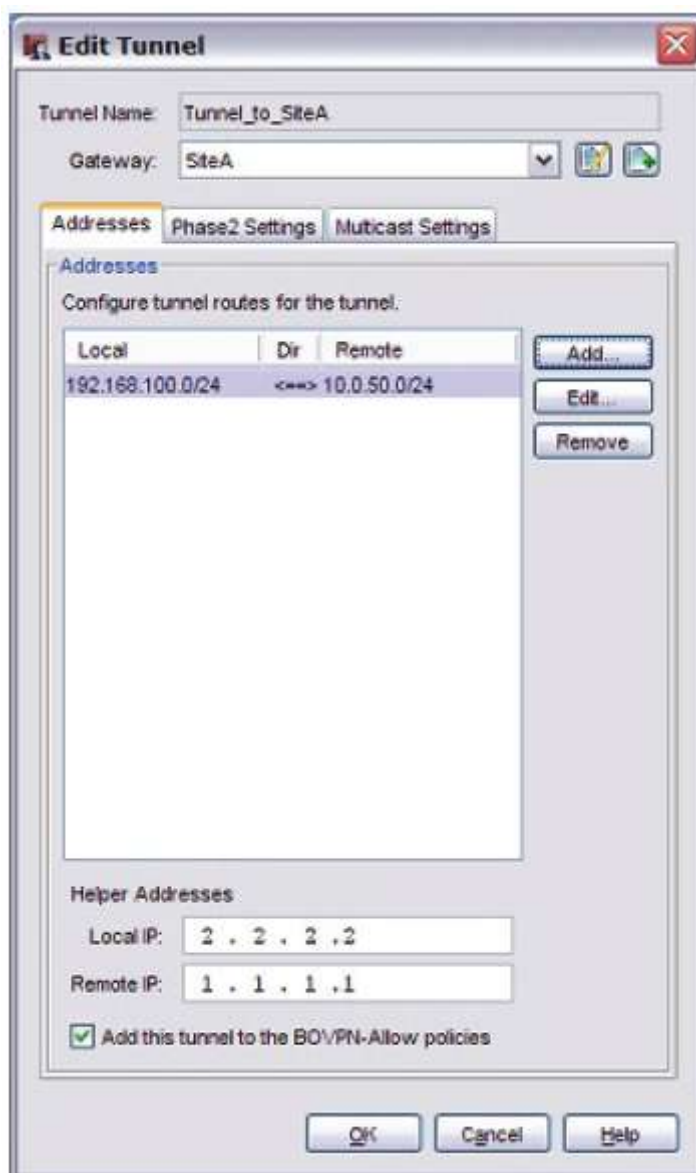 Edit Tunnel
Tunnel Name: Tunnel_to_SiteA
Gateway: SiteA
Addresses Phase2 Settings Multicast Settings
Addresses
Configure tunnel routes for the tunnel.
Local Dir Remote
192.168.100.0/24 <==> 10.0.50.0/24
Add...
Edit...
Remove
Helper Addresses
Local IP: 2 . 2 . 2 .2
Remote IP: 1 . 1 . 1 .1
Add this tunnel to the BOVPN-Allow policies
OK Cancel Help